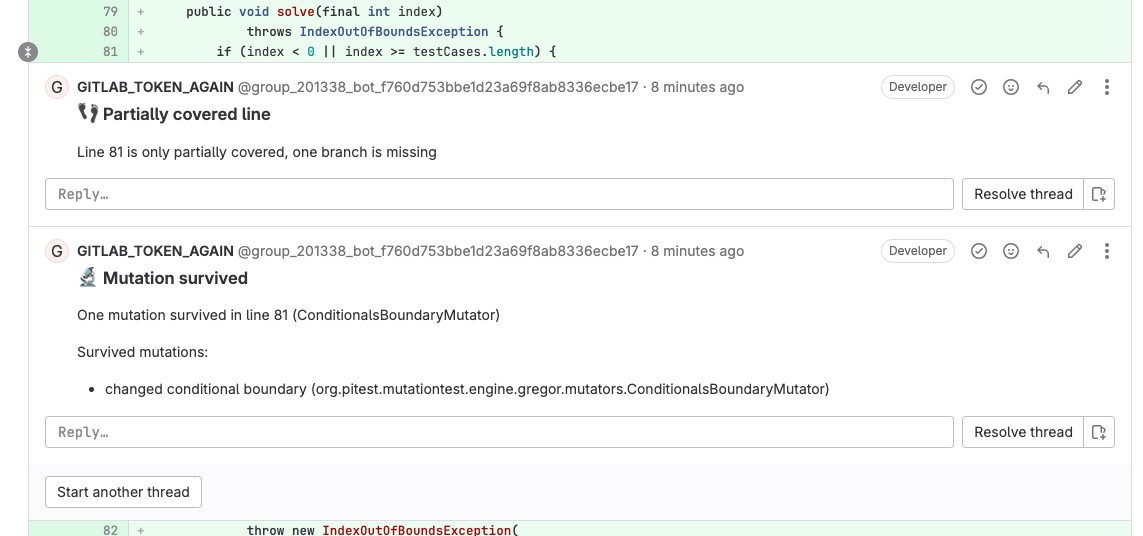 79 + public void solve(final int index)
80 + throws IndexOutOfBoundsException {
81 + if (index < 0 || index >= testCases.length) {
G GITLAB_TOKEN_AGAIN @group_201338_bot_f760d753bbe1d23a69f8ab8336ecbe17 · 8 minutes ago Developer
Partially covered line
Line 81 is only partially covered, one branch is missing
Reply… Resolve thread
G GITLAB_TOKEN_AGAIN @group_201338_bot_f760d753bbe1d23a69f8ab8336ecbe17 · 8 minutes ago Developer
Mutation survived
One mutation survived in line 81 (ConditionalsBoundaryMutator)
Survived mutations:
• changed conditional boundary (org.pitest.mutationtest.engine.gregor.mutators.ConditionalsBoundaryMutator)
Reply… Resolve thread
Start another thread
82 + throw new IndexOutOfBoundsException(